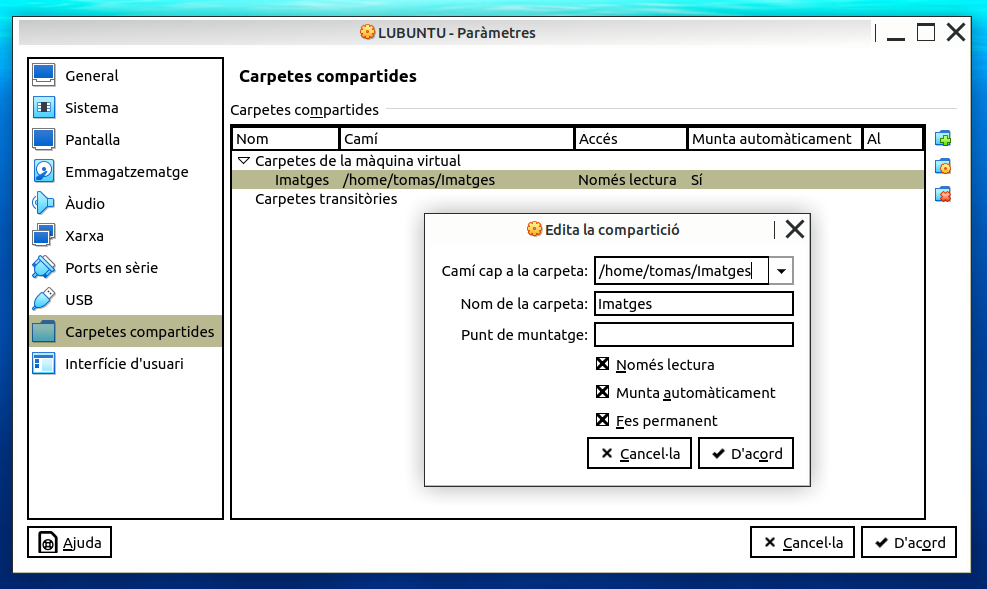 LUBUNTU - Paràmetres
General
Sistema
Pantalla
Emmagatzematge
Àudio
Xarxa
Ports en sèrie
USB
Carpetes compartides
Interfície d'usuari
Carpetes compartides
Carpetes compartides
Nom Camí Accés Munta automàticament Al
Carpetes de la màquina virtual
Imatges /home/tomas/Imatges Només lectura Sí
Carpetes transitòries
Edita la compartició
Camí cap a la carpeta: /home/tomas/Imatges
Nom de la carpeta: Imatges
Punt de muntatge:
Només lectura
Munta automàticament
Fes permanent
Cancel·la D'acord
Ajuda Cancel·la D'acord